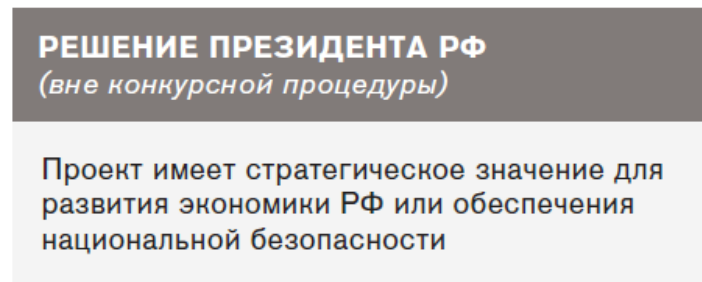 РЕШЕНИЕ ПРЕЗИДЕНТА РФ
(вне конкурсной процедуры)
Проект имеет стратегическое значение для
развития экономики РФ или обеспечения
национальной безопасности